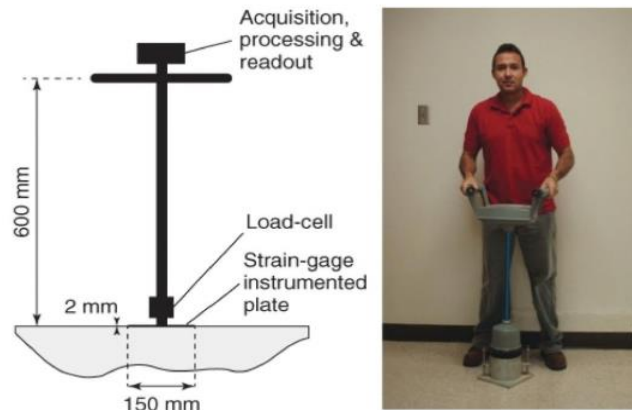 Acquisition,
processing &
readout
600 mm
Load-cell
Strain-gage
instrumented
plate
2 mm
150 mm